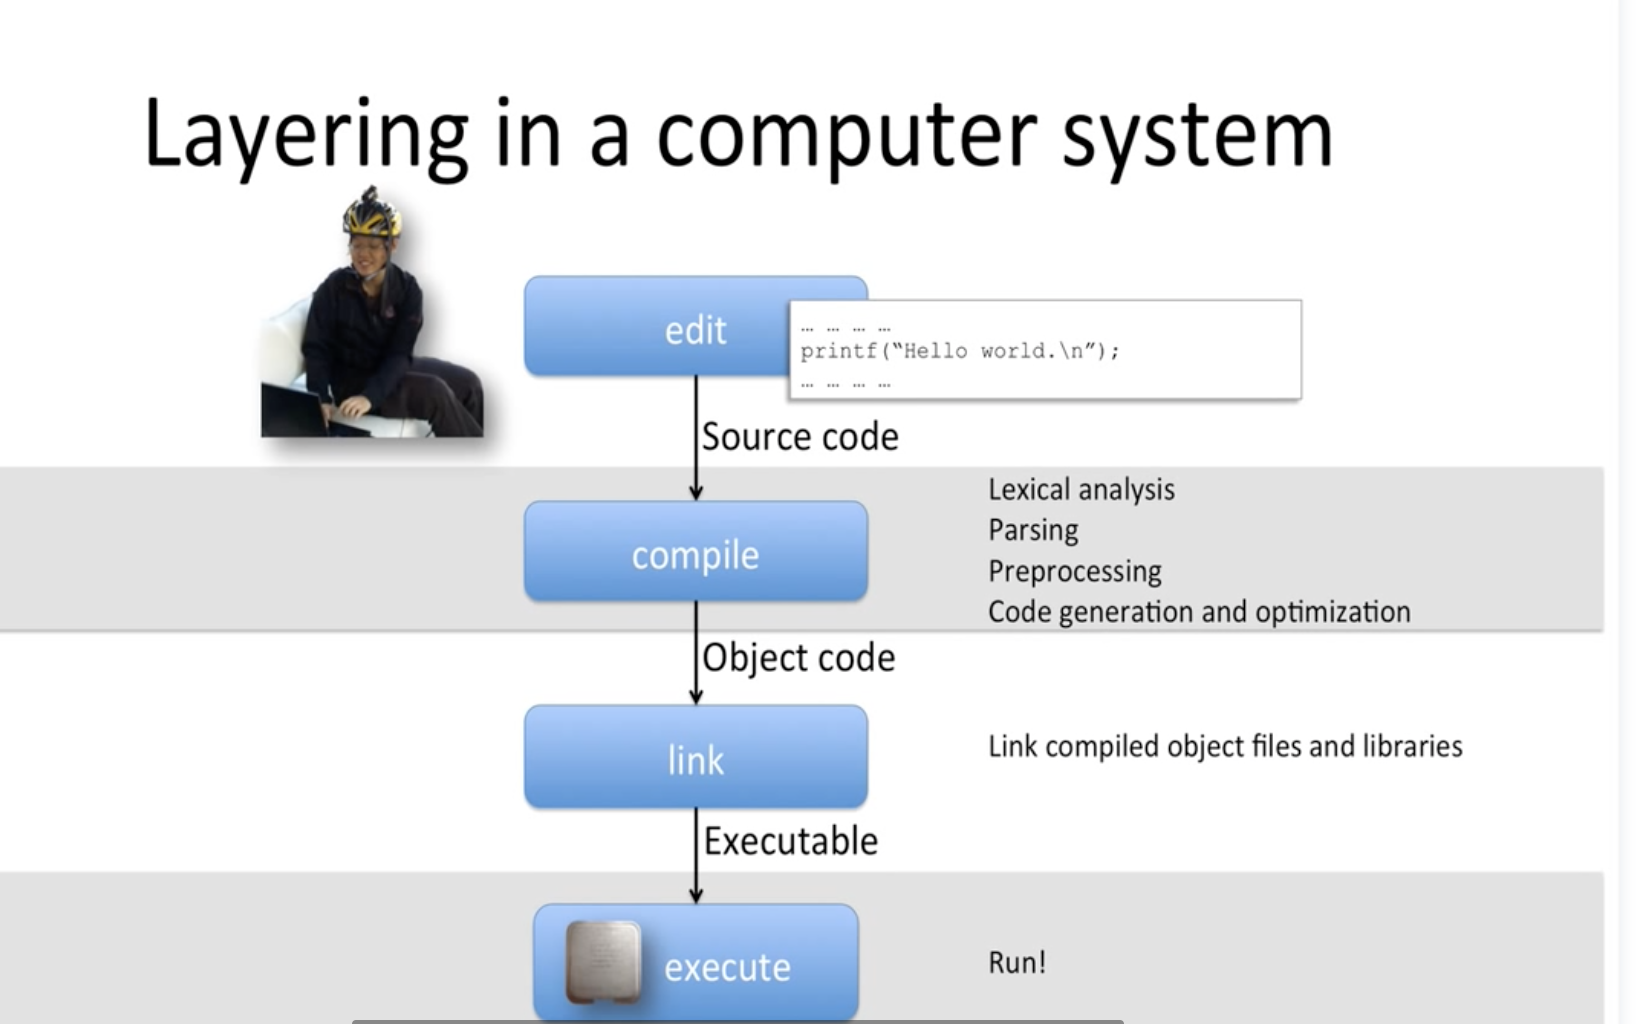 Layering in a computer system
edit
… … … …
printf(“Hello world.\n”);
… … … …
Source code
compile
Lexical analysis
Parsing
Preprocessing
Code generation and optimization
Object code
link
Link compiled object files and libraries
Executable
execute
Run!